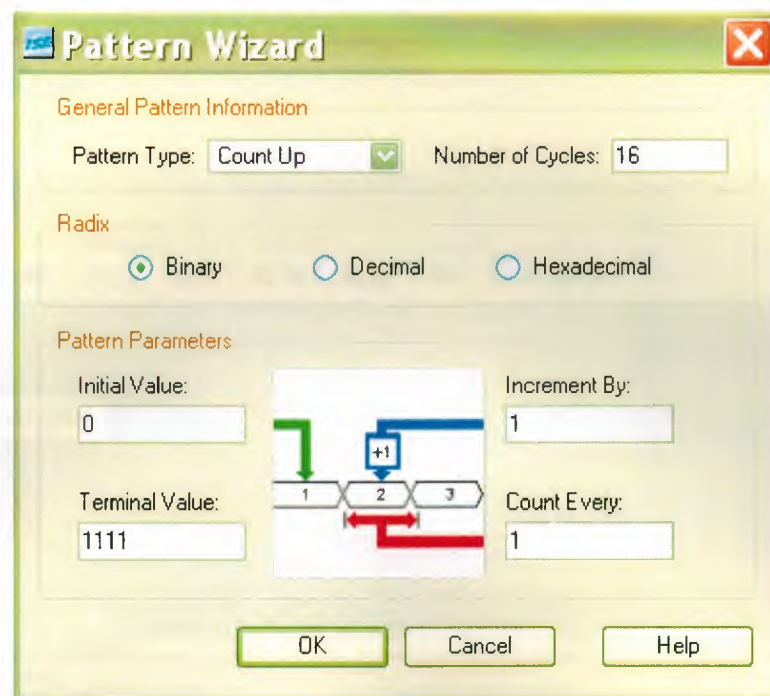 ISE Pattern Wizard
General Pattern Information
Pattern Type: Count Up Number of Cycles: 16
Radix
Binary Decimal Hexadecimal
Pattern Parameters
Initial Value: Increment By:
0 1
+1
1 2 3
Terminal Value: Count Every:
1111 1
OK Cancel Help